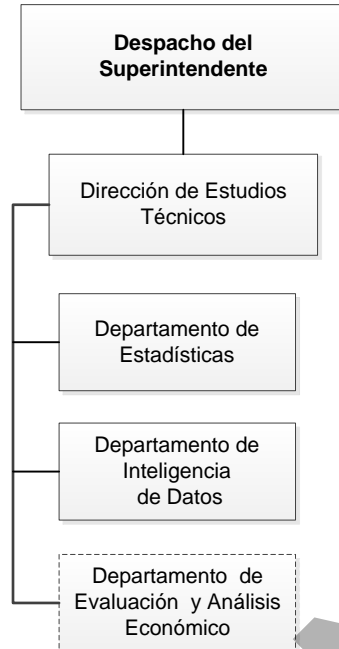 Despacho del
Superintendente
Dirección de Estudios
Técnicos
Departamento de
Estadísticas
Departamento de
Inteligencia
de Datos
Departamento de
Evaluación y Análisis
Económico